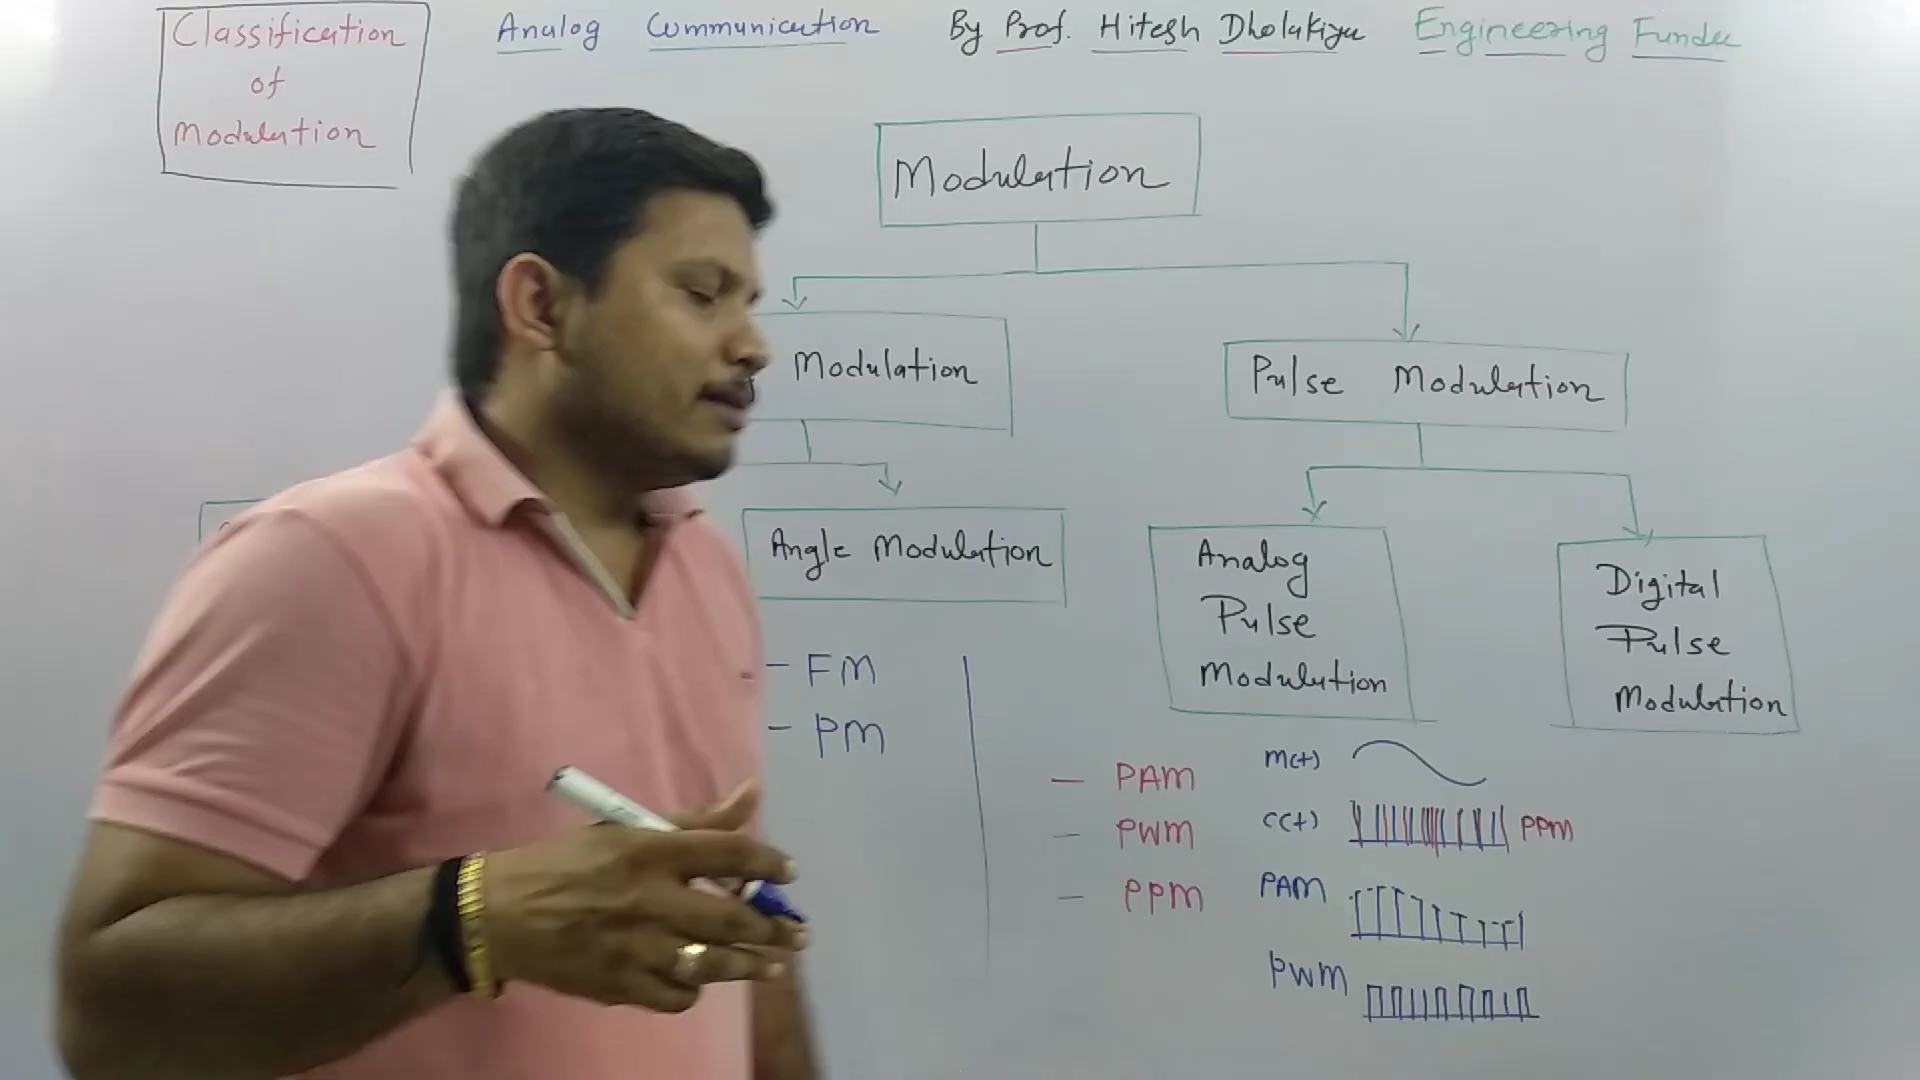 Classification
of
Modulation
Analog Communication By Prof. Hitesh Dholakiya Engineering Funda
Modulation
Modulation
Pulse Modulation
Angle Modulation
- FM
- PM
Analog
Pulse
Modulation
Digital
Pulse
Modulation
- PAM
- PWM
- PPM
m(t)
c(t) PPM
PAM
PWM